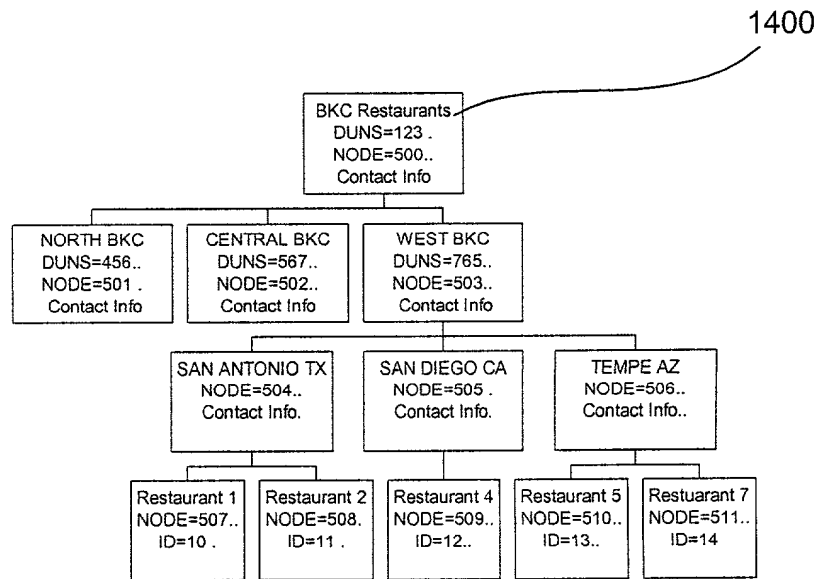 1400
BKC Restaurants
DUNS=123 .
NODE=500..
Contact Info
NORTH BKC
DUNS=456..
NODE=501 .
Contact Info
CENTRAL BKC
DUNS=567..
NODE=502..
Contact Info
WEST BKC
DUNS=765..
NODE=503..
Contact Info
SAN ANTONIO TX
NODE=504..
Contact Info.
SAN DIEGO CA
NODE=505 .
Contact Info.
TEMPE AZ
NODE=506..
Contact Info..
Restaurant 1
NODE=507..
ID=10 .
Restaurant 2
NODE=508.
ID=11 .
Restaurant 4
NODE=509..
ID=12..
Restaurant 5
NODE=510..
ID=13..
Restuarant 7
NODE=511..
ID=14